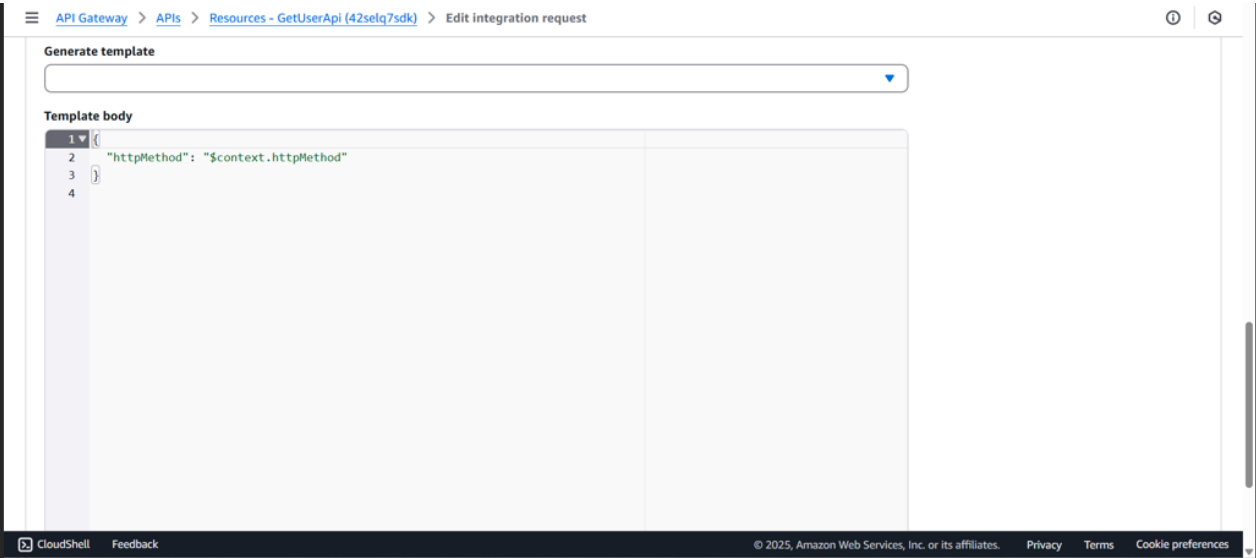 API Gateway > APIs > Resources - GetUserApi (42selq7sdk) > Edit integration request
Generate template
Template body
1 {
2 "httpMethod": "$context.httpMethod"
3 }
4
CloudShell Feedback © 2025, Amazon Web Services, Inc. or its affiliates. Privacy Terms Cookie preferences